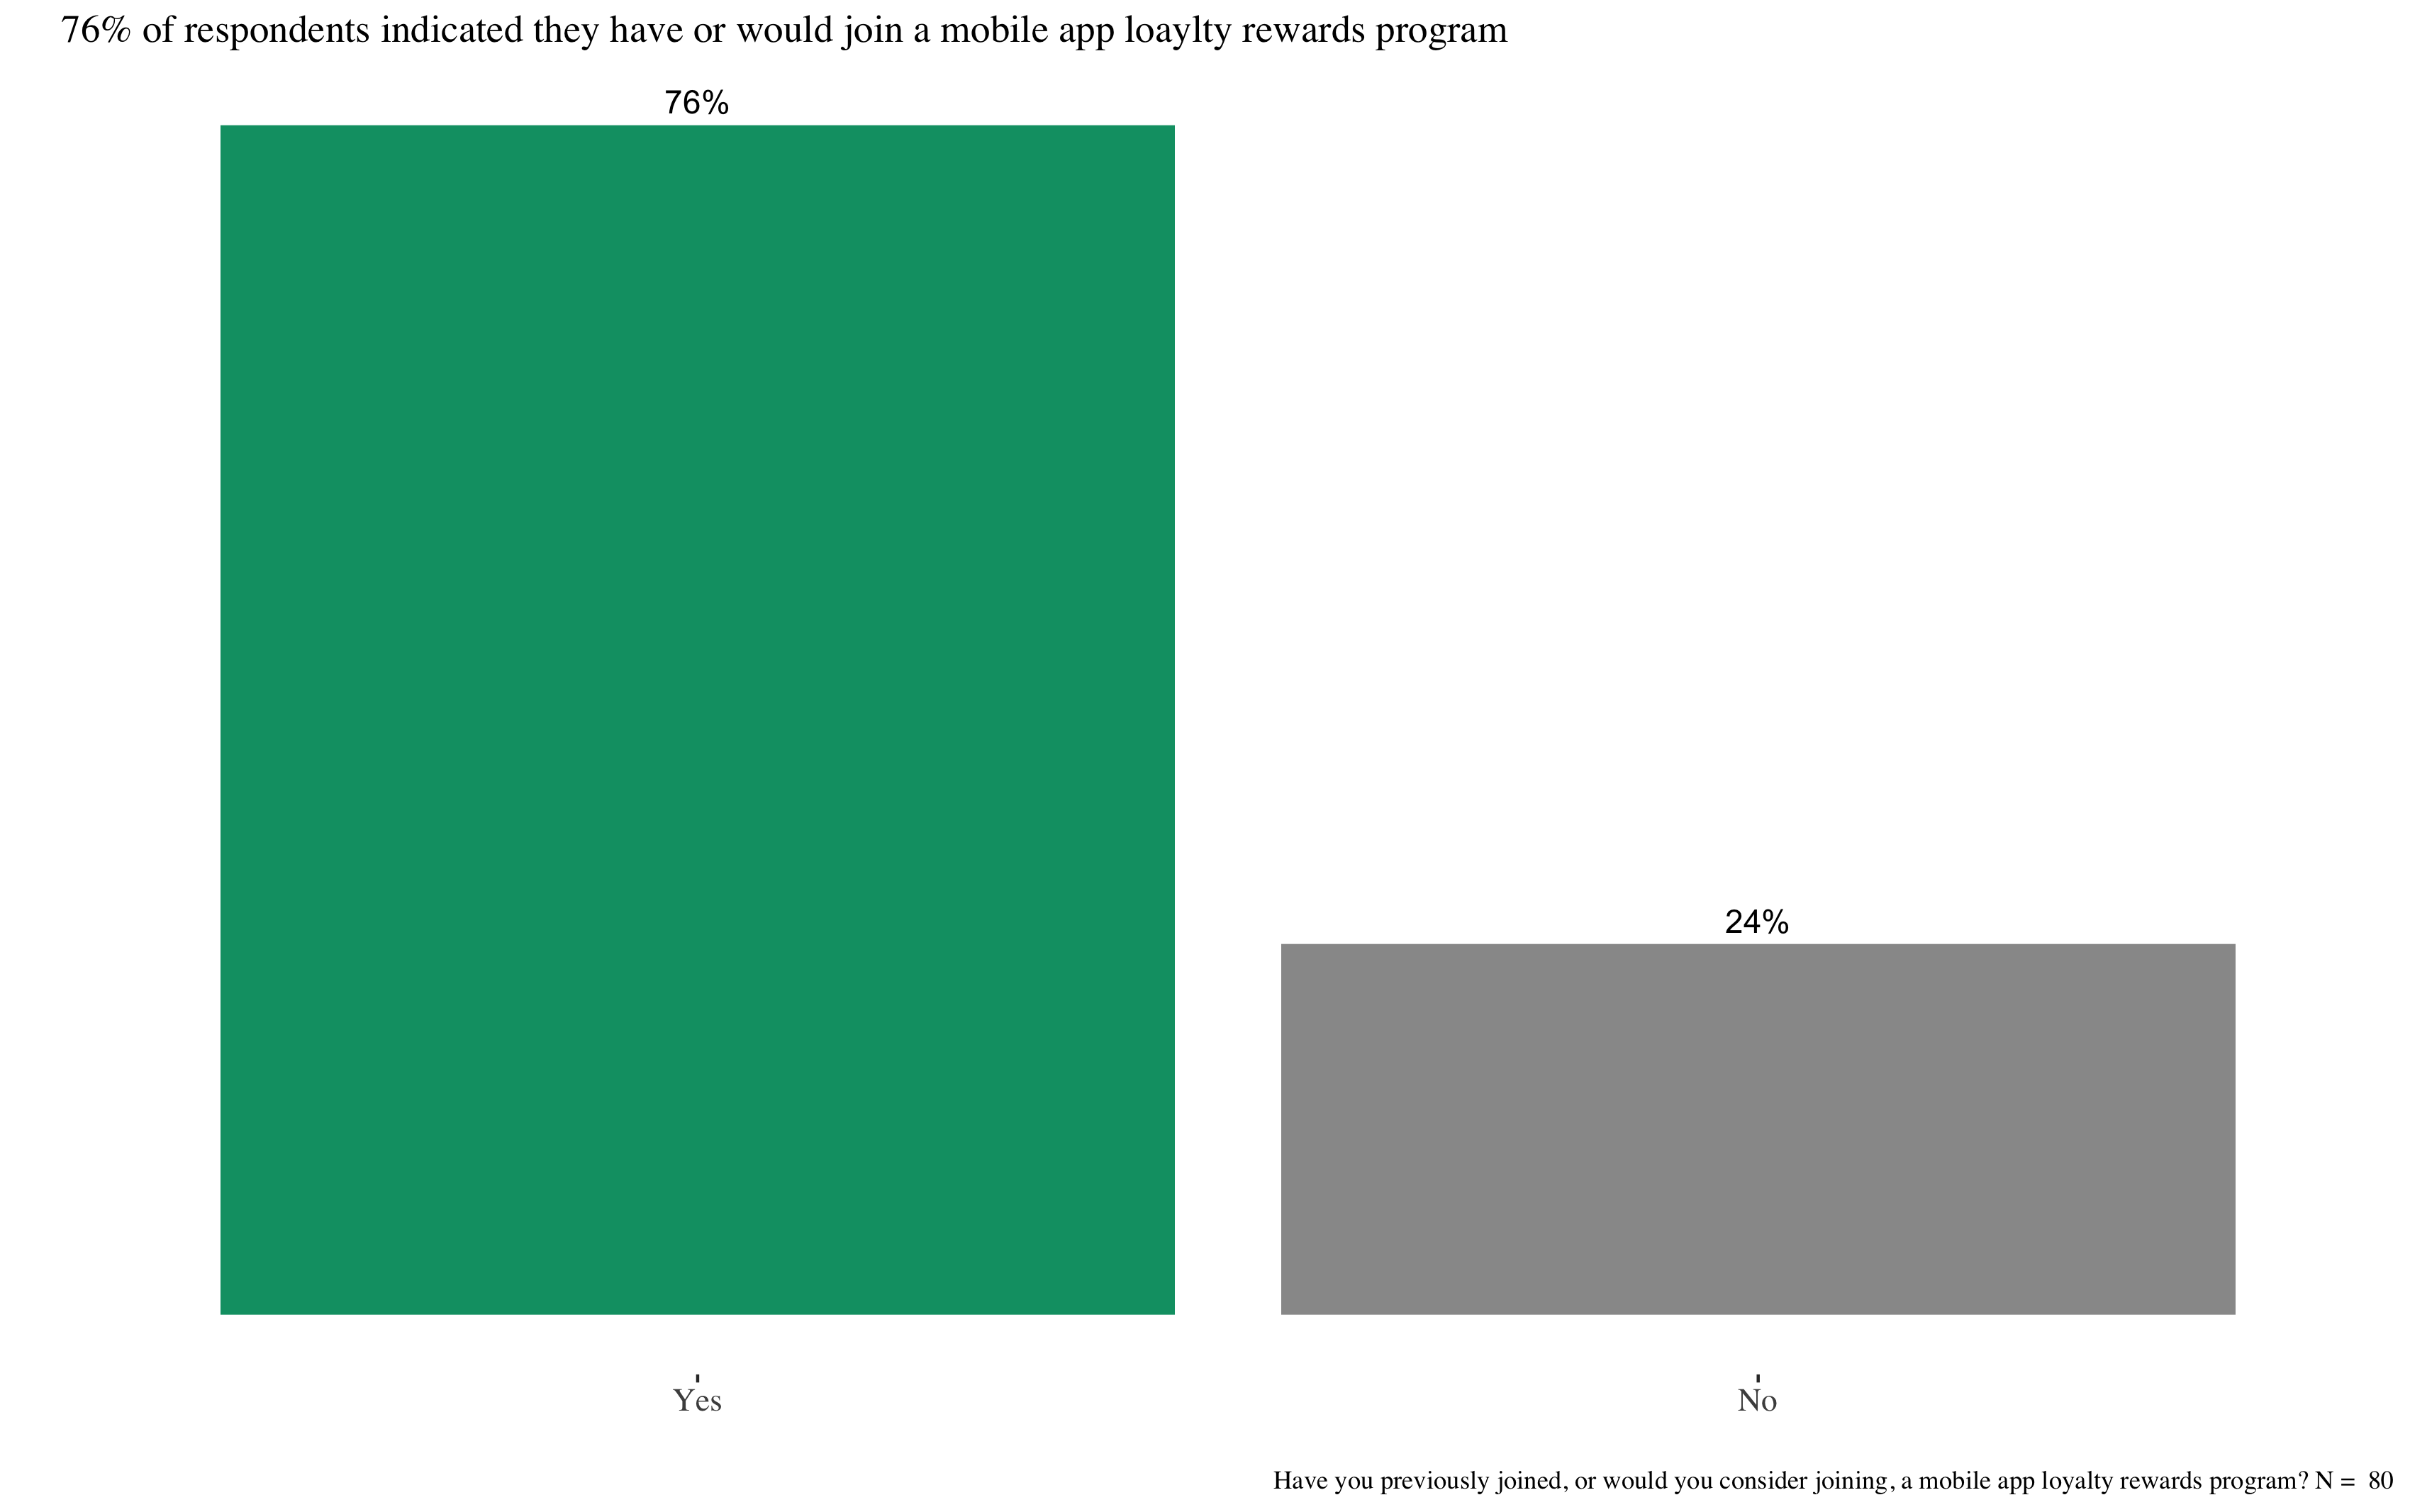 76% of respondents indicated they have or would join a mobile app loaylty rewards program
76%
24%
Yes
No
Have you previously joined, or would you consider joining, a mobile app loyalty rewards program? N =  80